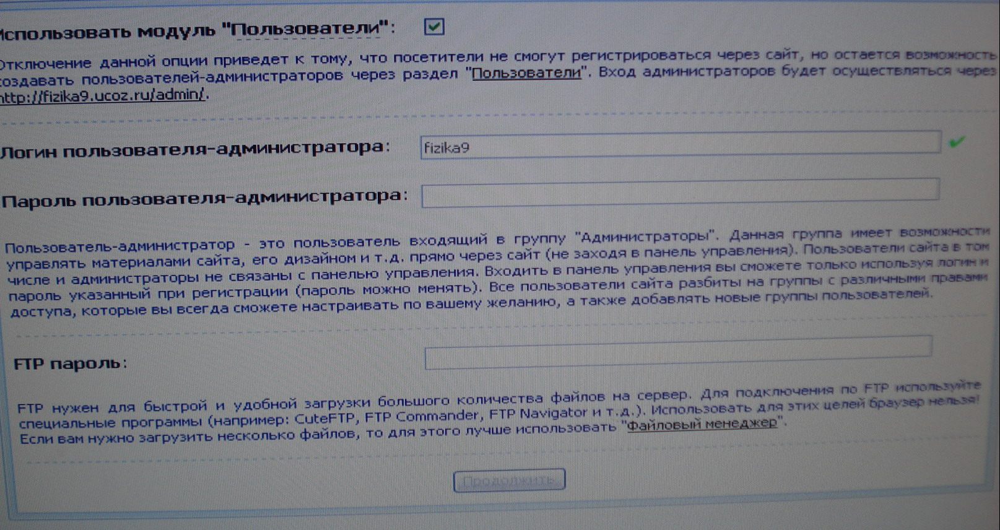 Использовать модуль "Пользователи":
Отключение данной опции приведет к тому, что посетители не смогут регистрироваться через сайт, но остается возможность
создавать пользователей-администраторов через раздел "Пользователи". Вход администраторов будет осуществляться через
http://fizika9.ucoz.ru/admin/.
Логин пользователя-администратора: fizika9
Пароль пользователя-администратора:
Пользователь-администратор - это пользователь входящий в группу "Администраторы". Данная группа имеет возможности
управлять материалами сайта, его дизайном и т.д. прямо через сайт (не заходя в панель управления). Пользователи сайта в том
числе и администраторы не связаны с панелью управления. Входить в панель управления вы сможете только используя логин и
пароль указанный при регистрации (пароль можно менять). Все пользователи сайта разбиты на группы с различными правами
доступа, которые вы всегда сможете настраивать по вашему желанию, а также добавлять новые группы пользователей.
FTP пароль:
FTP нужен для быстрой и удобной загрузки большого количества файлов на сервер. Для подключения по FTP используйте
специальные программы (например: CuteFTP, FTP Commander, FTP Navigator и т.д.). Использовать для этих целей браузер нельзя!
Если вам нужно загрузить несколько файлов, то для этого лучше использовать "Файловый менеджер".
Продолжить